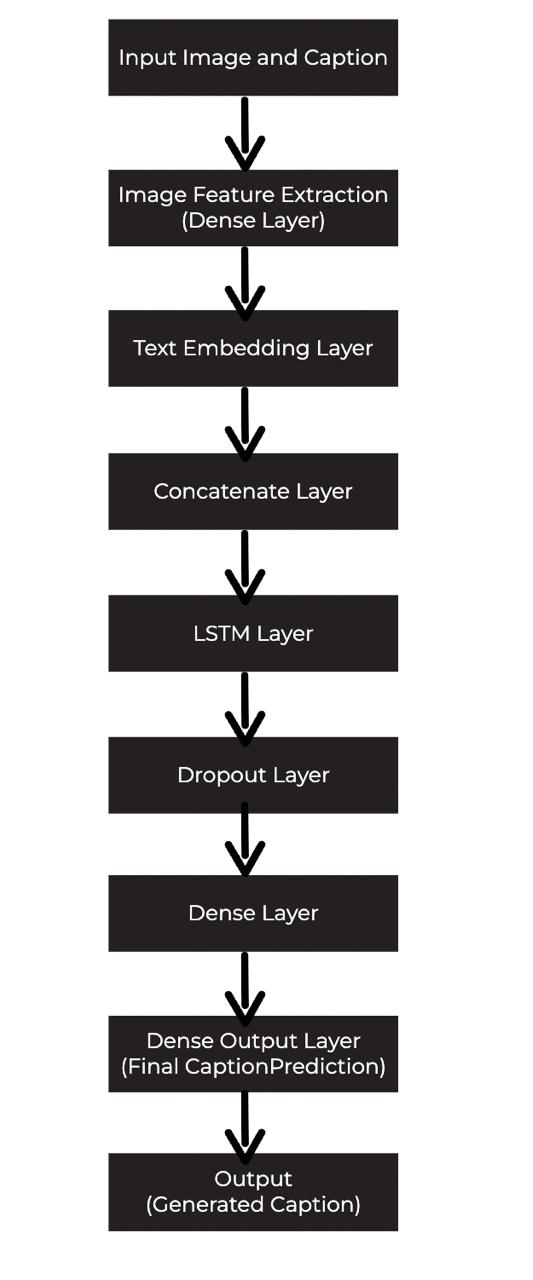 Input Image and Caption
Image Feature Extraction
(Dense Layer)
Text Embedding Layer
Concatenate Layer
LSTM Layer
Dropout Layer
Dense Layer
Dense Output Layer
(Final CaptionPrediction)
Output
(Generated Caption)